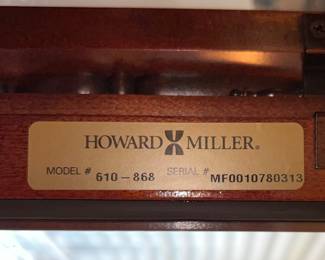 HOWARD MILLER®
MODEL # 610-868 SERIAL # MF0010780313